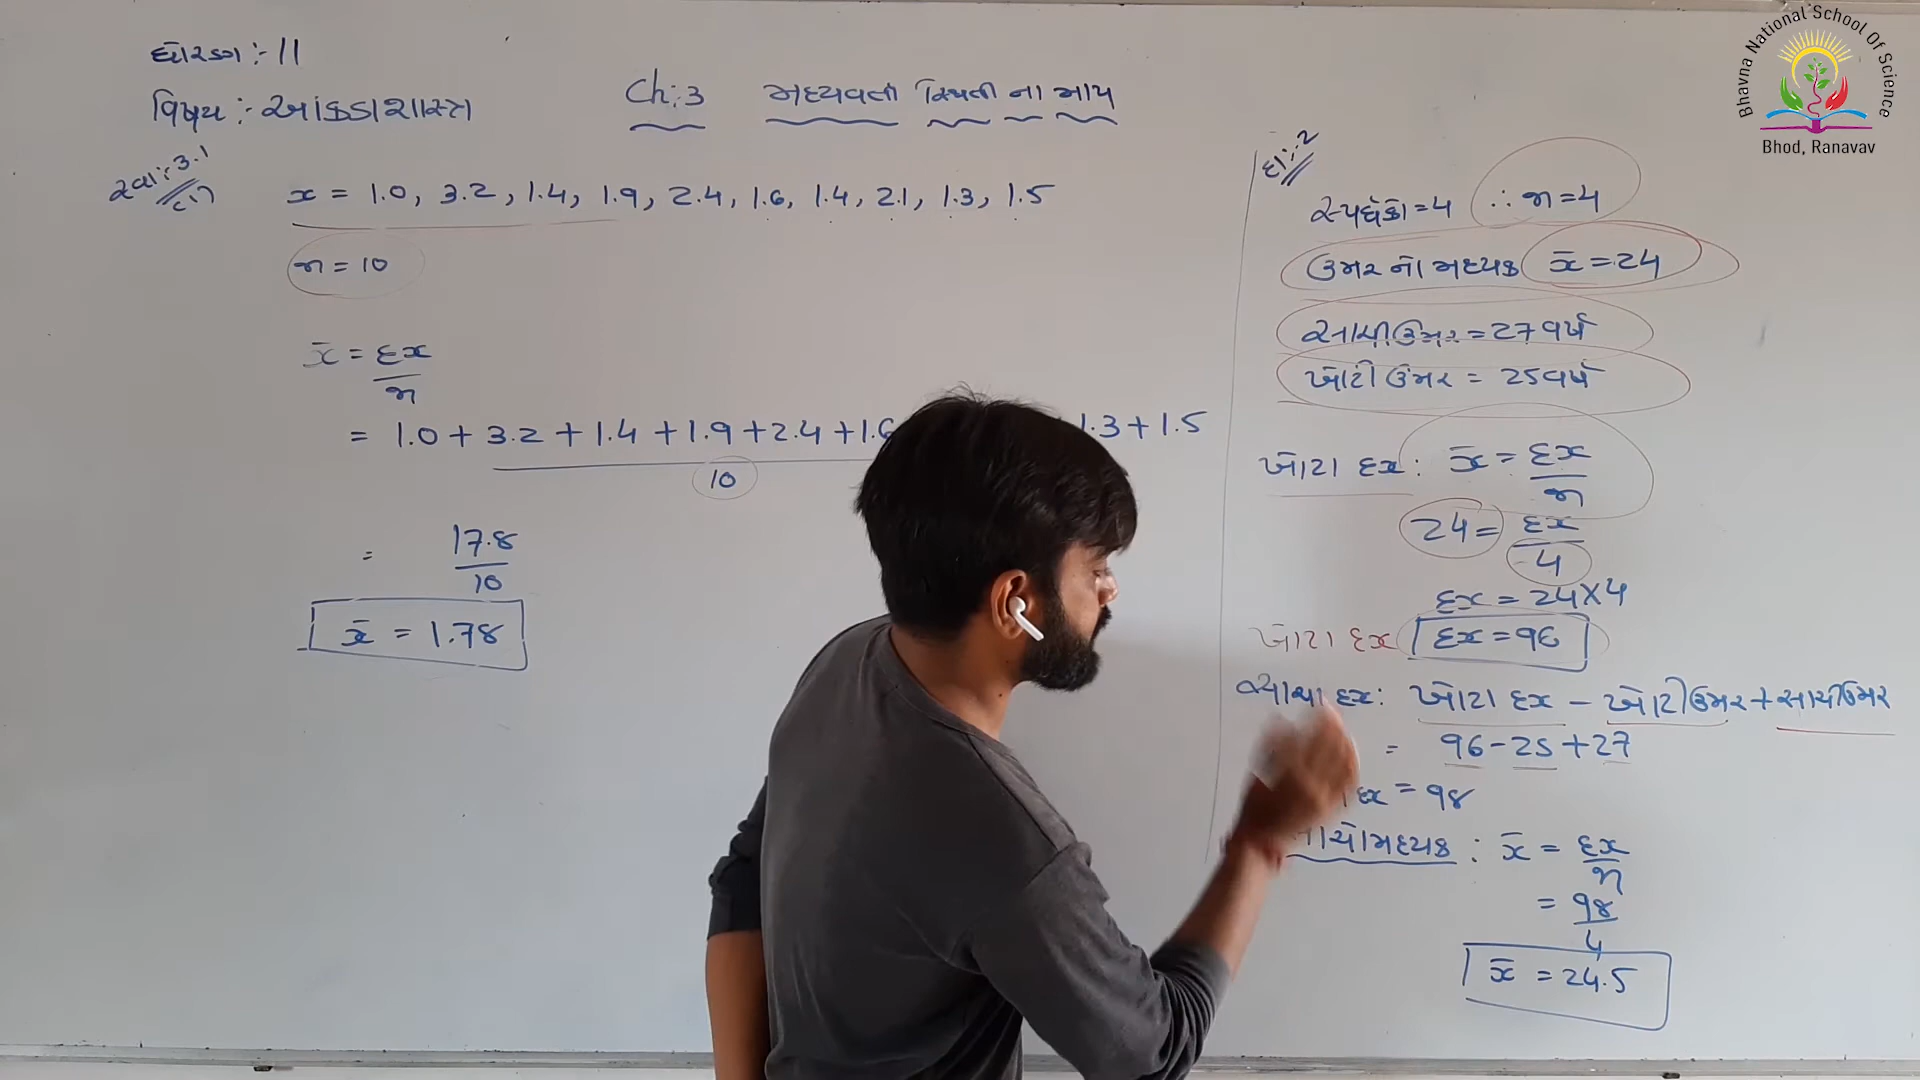 ધોરણ :- 11
વિષય :- આંકડાશાસ્ત્ર
Ch:3 મધ્યવર્તી સ્થિતી ના માપ
સ્વા:-3.1
(1)
x = 1.0, 3.2, 1.4, 1.9, 2.4, 1.6, 1.4, 2.1, 1.3, 1.5
n = 10
x̄ = Σx
n
= 1.0 + 3.2 + 1.4 + 1.9 + 2.4 + 1.6 1.3 + 1.5
10
= 17.8
10
x̄ = 1.78
દા:-2
સ્પર્ધકો = 4 ∴ n = 4
ઉમર નો મધ્યક x̄ = 24
સાચી ઉમર = 27 વર્ષ
ખોટી ઉંમર = 25 વર્ષ
ખોટા Σx : x̄ = Σx
n
24 = Σx
4
Σx = 24 x 4
ખોટા Σx Σx = 96
સાચા Σx : ખોટા Σx - ખોટી ઉમર + સાચી ઉમર
= 96 - 25 + 27
Σx = 98
સાચો મધ્યક : x̄ = Σx
n
= 98
4
x̄ = 24.5
Bhavna National School Of Science
Bhod, Ranavav